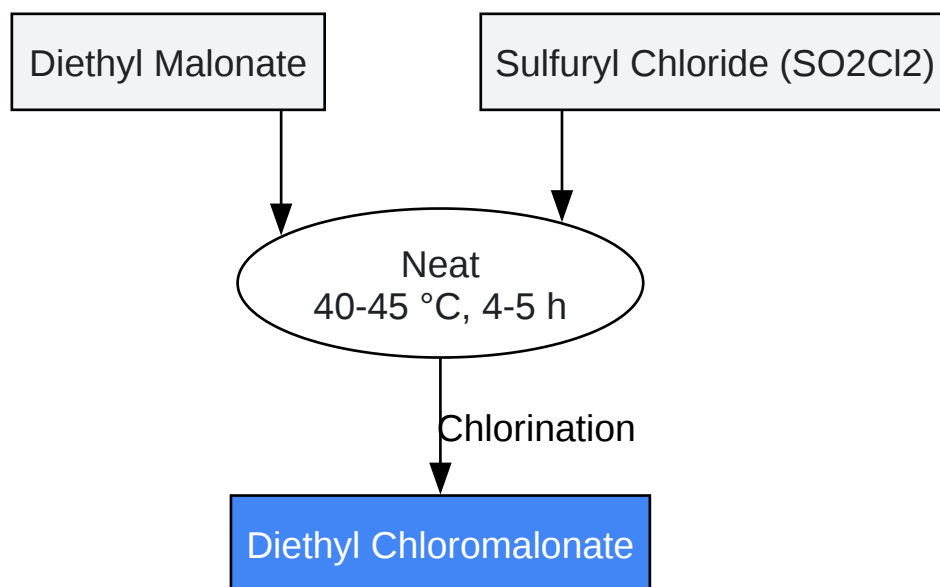 Diethyl Malonate
Sulfuryl Chloride (SO2Cl2)
Neat
40-45 °C, 4-5 h
Chlorination
Diethyl Chloromalonate